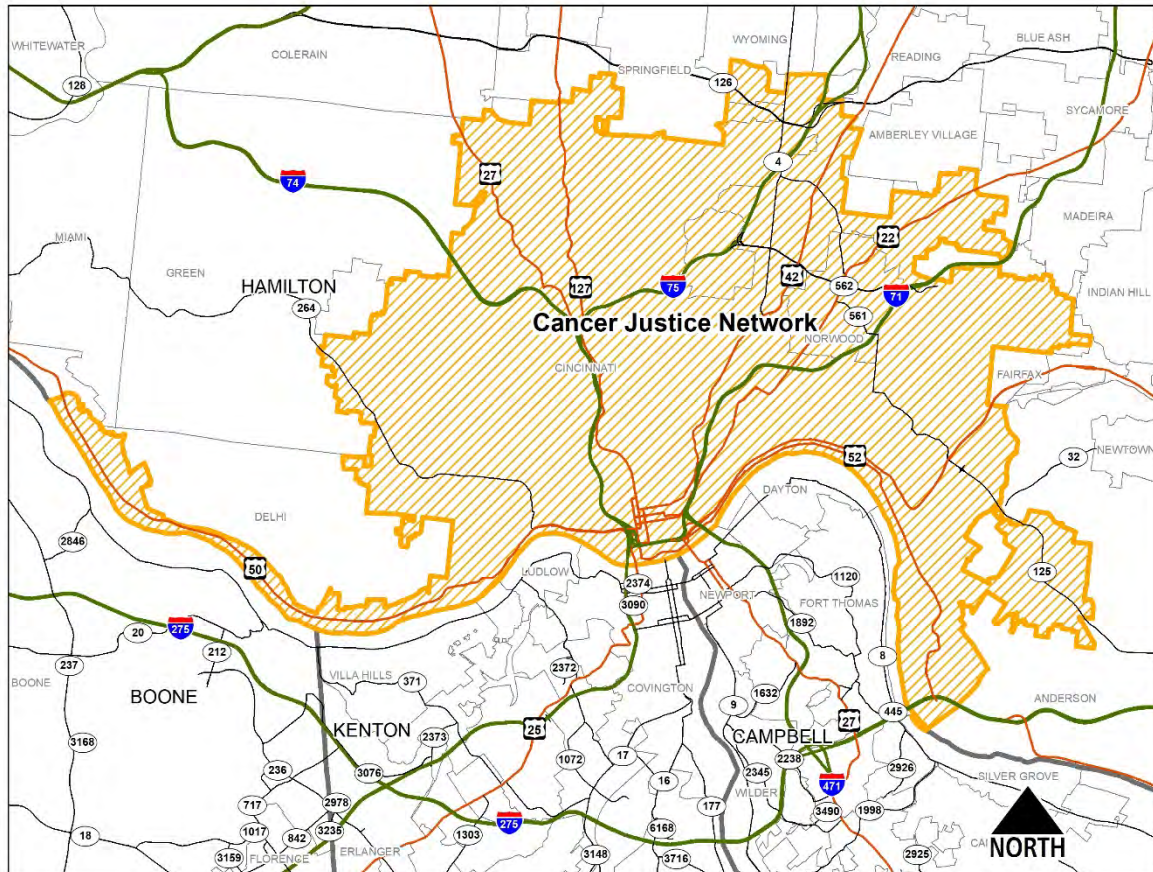 WHITEWATER
COLERAIN
WYOMING
BLUE ASH
READING
128
SPRINGFIELD
126
SYCAMORE
AMBERLEY VILLAGE
4
27
74
MADEIRA
MIAMI
22
GREEN
42
75
127
562
71
INDIAN HILL
HAMILTON
264
561
Cancer Justice Network
NORWOOD
CINCINNATI
FAIRFAX
52
32
NEWTOWN
DAYTON
DELHI
2846
50
LUDLOW
2374
1120
125
3090
NEWPORT
FORT THOMAS
1892
20
275
212
8
237
BOONE
VILLA HILLS
371
2372
COVINGTON
1632
BOONE
9
ANDERSON
445
KENTON
25
27
3168
2373
CAMPBELL
236
3076
1072
17
16
2238
2926
2345
SILVER GROVE
717
2978
177
WILDER
471
18
1017
842
3235
1303
275
6168
3490
1998
3159
FLORENCE
ERLANGER
3148
3716
2925
NORTH